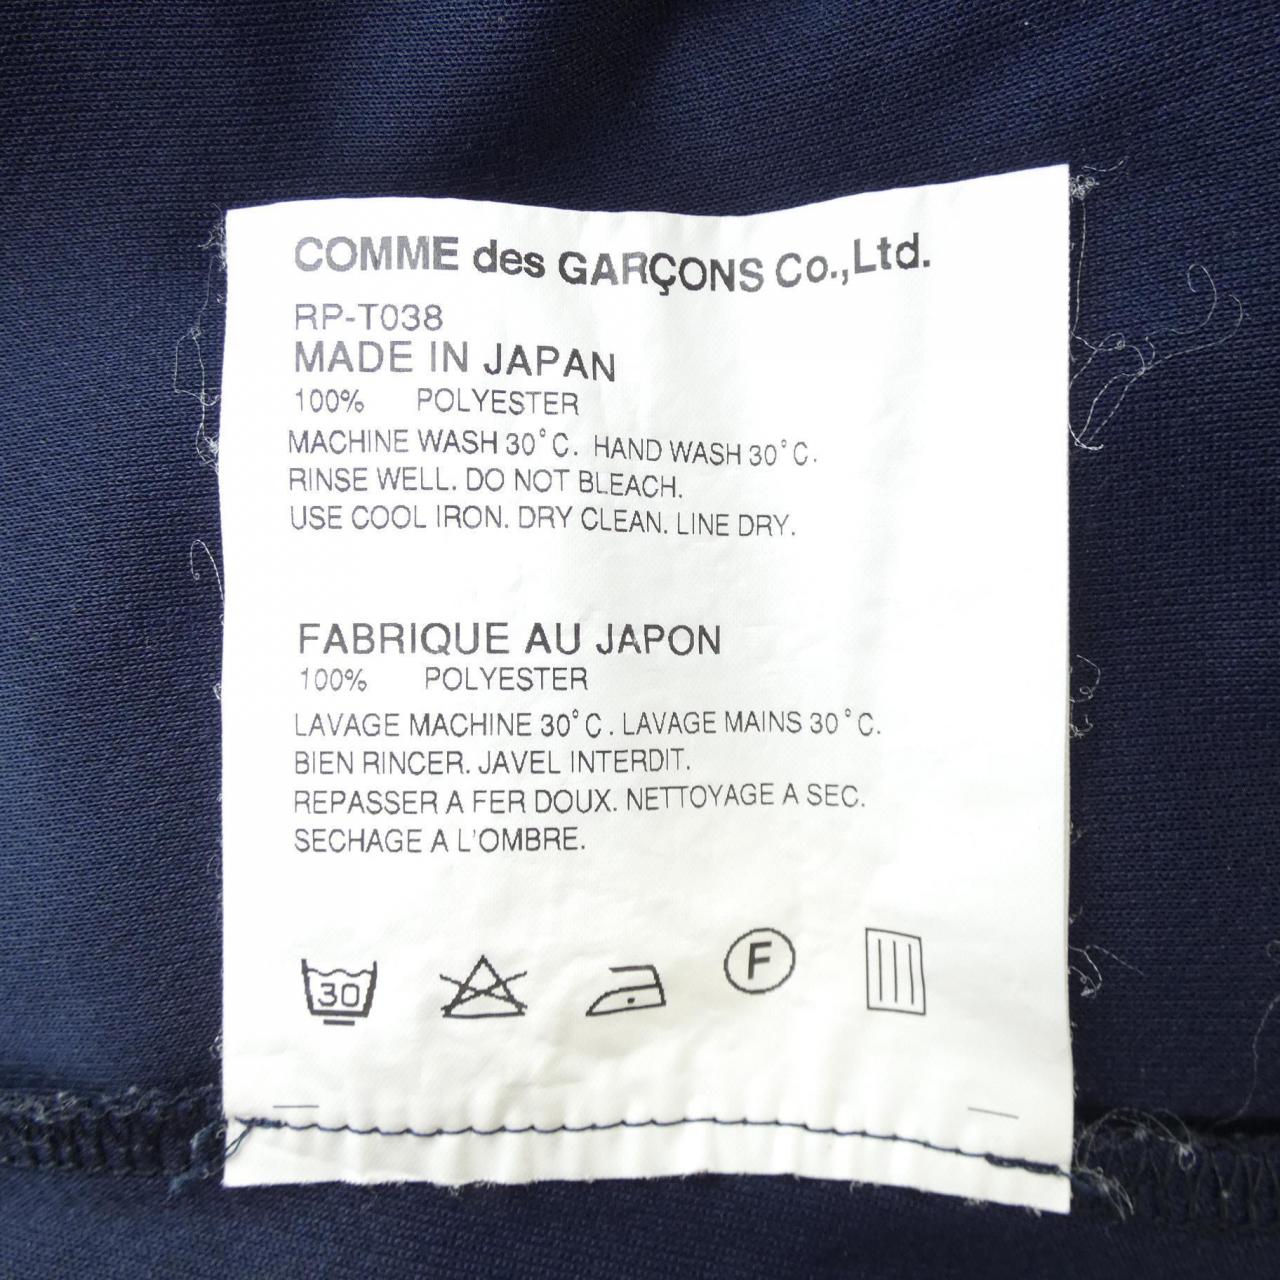 COMME des GARÇONS Co.,Ltd.
RP-T038
MADE IN JAPAN
100% POLYESTER
MACHINE WASH 30°C. HAND WASH 30°C.
RINSE WELL. DO NOT BLEACH.
USE COOL IRON. DRY CLEAN. LINE DRY.
FABRIQUE AU JAPON
100% POLYESTER
LAVAGE MACHINE 30°C. LAVAGE MAINS 30°C.
BIEN RINCER. JAVEL INTERDIT.
REPASSER A FER DOUX. NETTOYAGE A SEC.
SECHAGE A L'OMBRE.
30 F